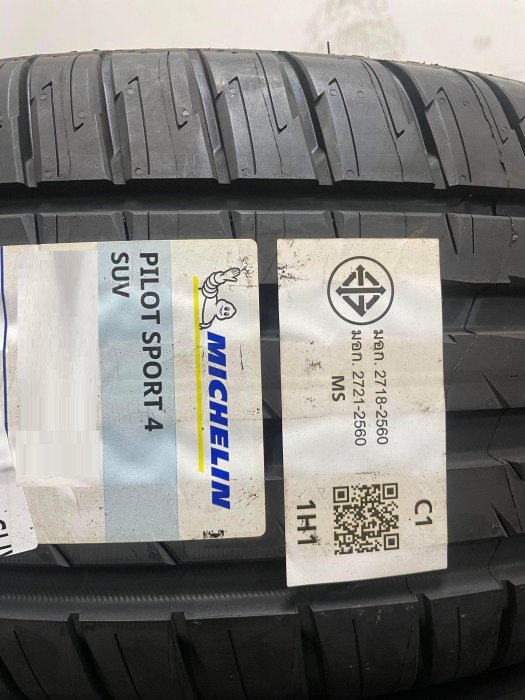 MICHELIN
PILOT SPORT 4
SUV
มอก. 2718-2560
มอก. 2721-2560
MS
C1
1H1